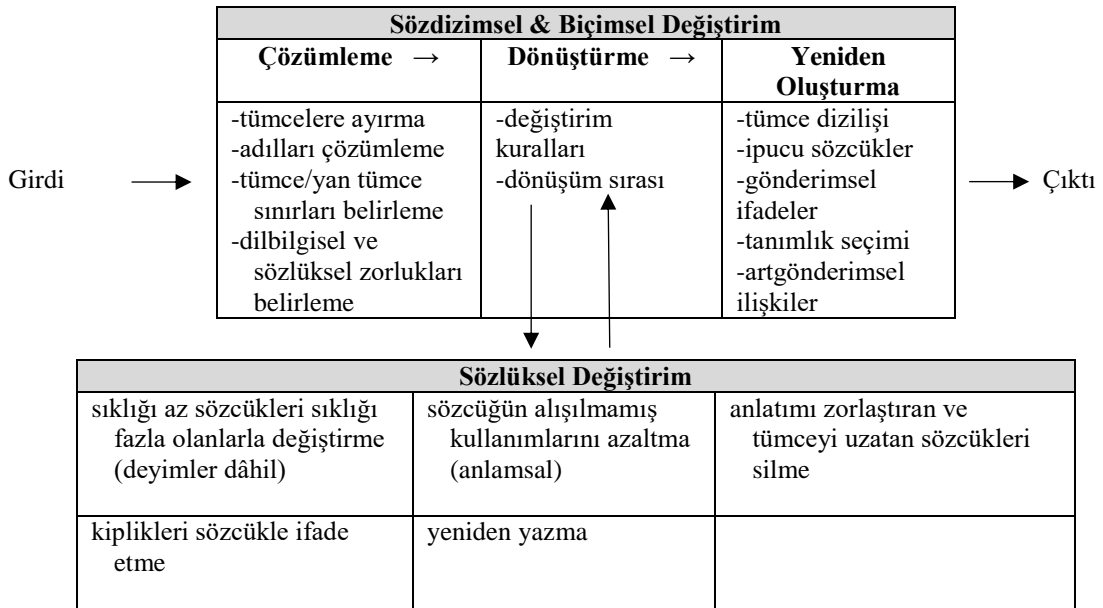 Sözdizimsel & Biçimsel Değiştirim
Çözümleme →
Dönüştürme →
Yeniden
Oluşturma
Girdi
-tümcelere ayırma
-adılları çözümleme
-tümce/yan tümce
sınırları belirleme
-dilbilgisel ve
sözlüksel zorlukları
belirleme
-değiştirim
kuralları
-dönüşüm sırası
-tümce dizilişi
-ipucu sözcükler
-gönderimsel
ifadeler
-tanımlık seçimi
-artgönderimsel
ilişkiler
Çıktı
Sözlüksel Değiştirim
sıklığı az sözcükleri sıklığı
fazla olanlarla değiştirme
(deyimler dâhil)
sözcüğün alışılmamış
kullanımlarını azaltma
(anlamsal)
anlatımı zorlaştıran ve
tümceyi uzatan sözcükleri
silme
kiplikleri sözcükle ifade
etme
yeniden yazma